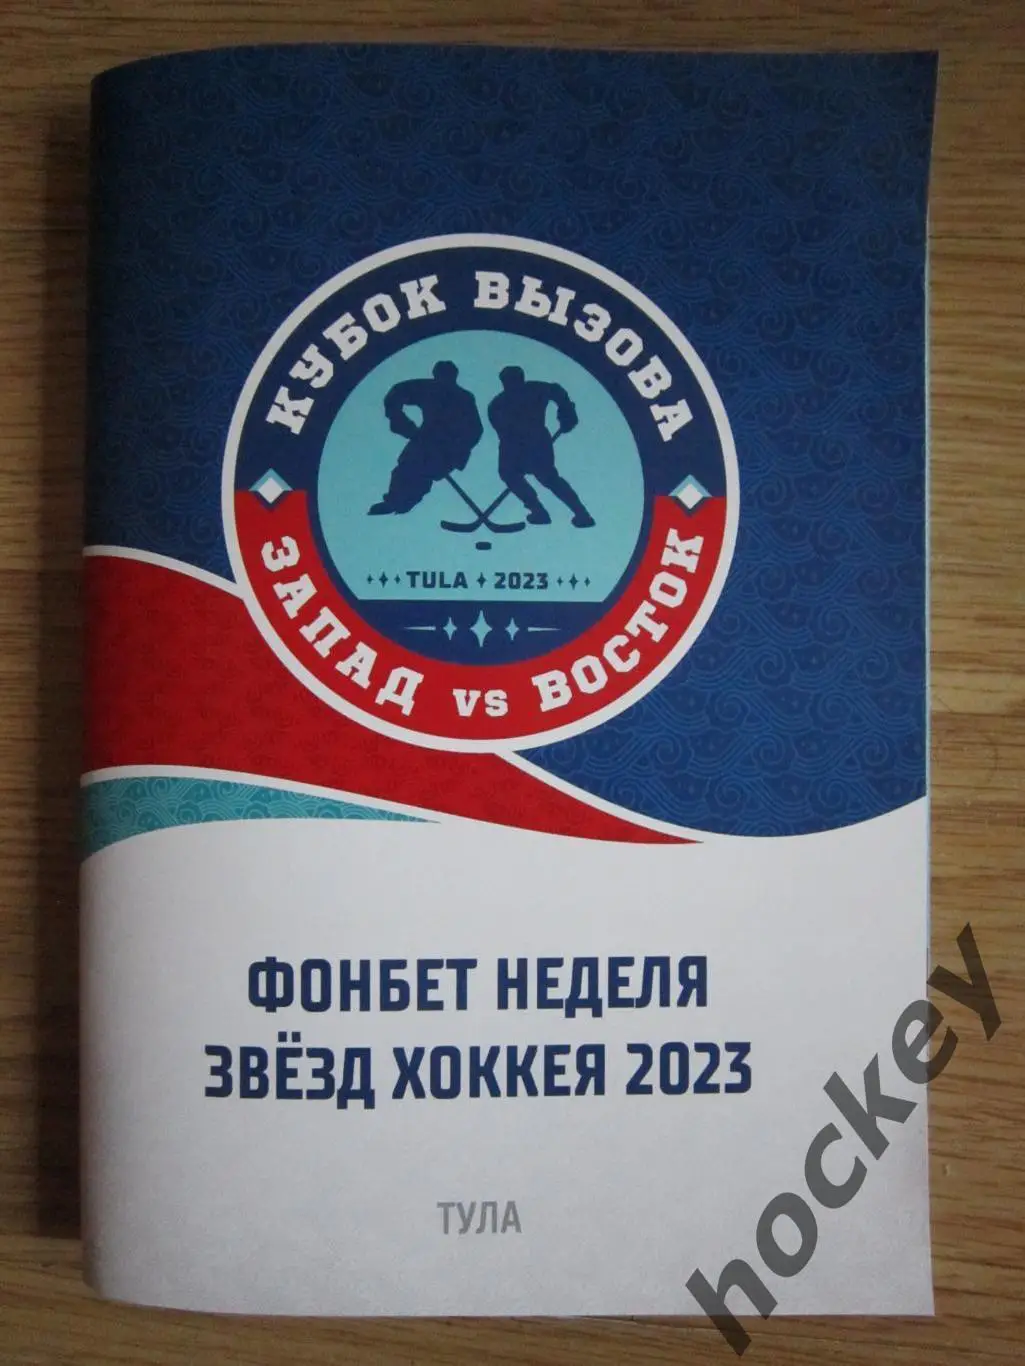 КУБОК ВЫЗОВА
TULA 2023
ЗАПАД vs ВОСТОК
ФОНБЕТ НЕДЕЛЯ
ЗВЁЗД ХОККЕЯ 2023
ТУЛА
hockey